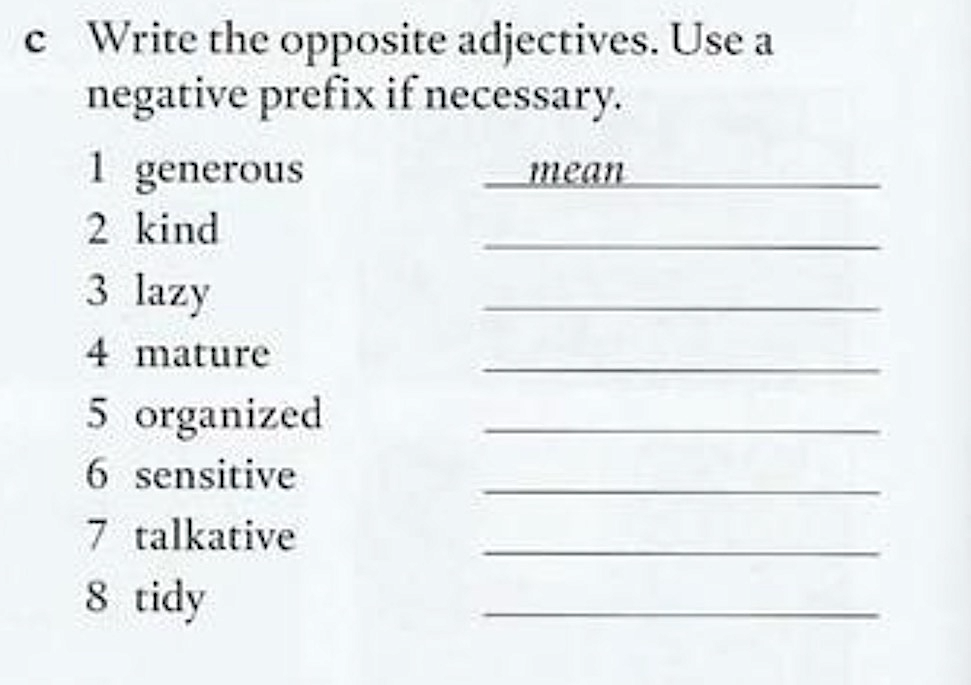 c Write the opposite adjectives. Use a
negative prefix if necessary.
1 generous mean
2 kind
3 lazy
4 mature
5 organized
6 sensitive
7 talkative
8 tidy